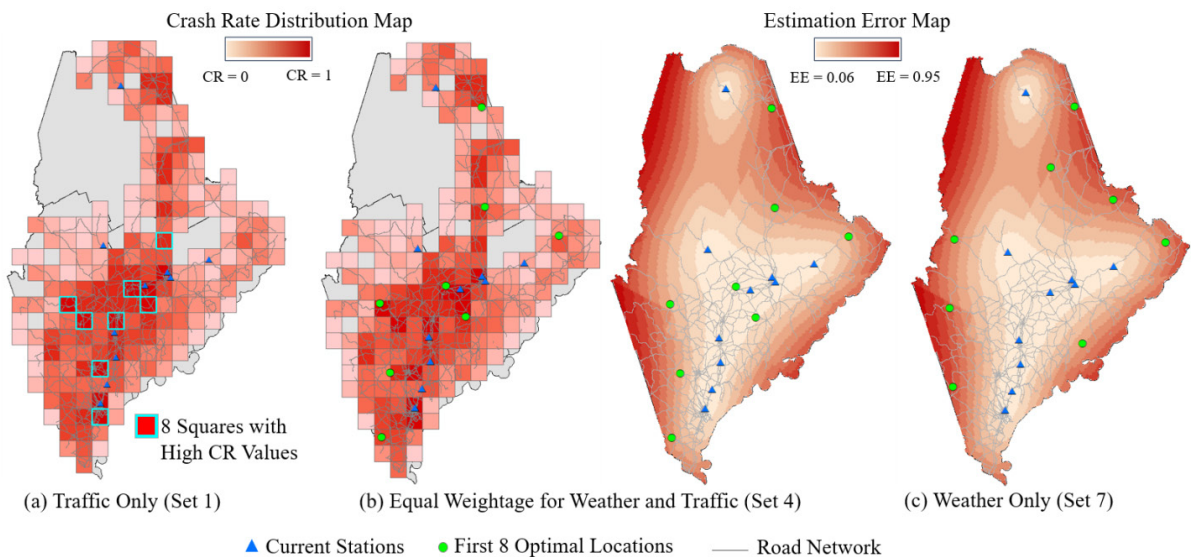 Crash Rate Distribution Map
CR = 0
CR = 1
Estimation Error Map
EE = 0.06
EE = 0.95
8 Squares with
High CR Values
(a) Traffic Only (Set 1)
(b) Equal Weightage for Weather and Traffic (Set 4)
(c) Weather Only (Set 7)
Current Stations
First 8 Optimal Locations
Road Network